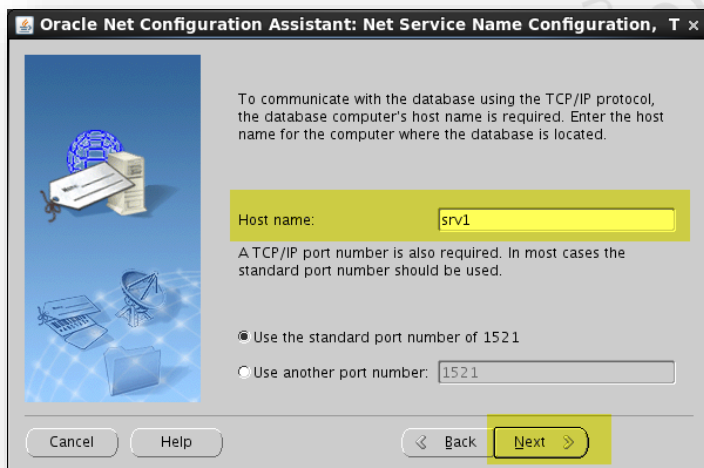 Oracle Net Configuration Assistant: Net Service Name Configuration, T
To communicate with the database using the TCP/IP protocol,
the database computer's host name is required. Enter the host
name for the computer where the database is located.
Host name: srv1
A TCP/IP port number is also required. In most cases the
standard port number should be used.
Use the standard port number of 1521
Use another port number: 1521
Cancel Help Back Next